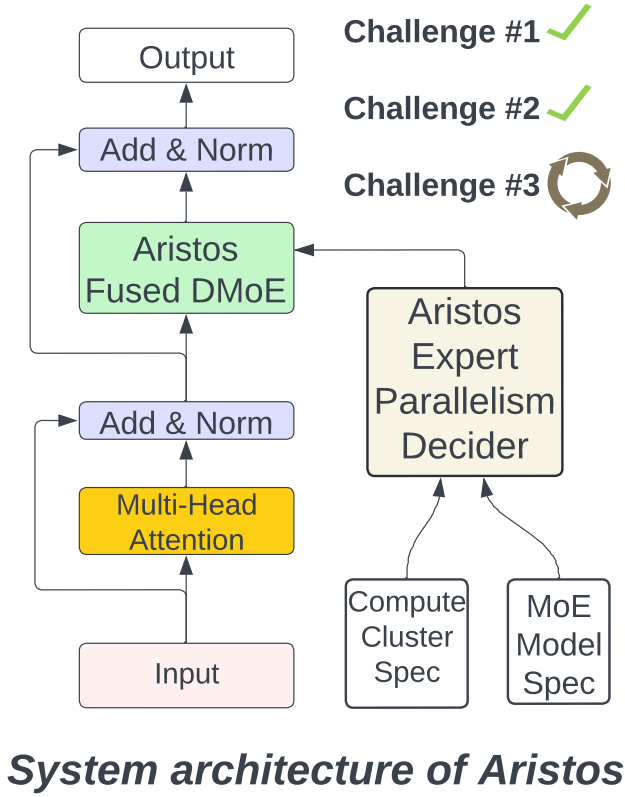 Output
Add & Norm
Aristos
Fused DMoE
Add & Norm
Multi-Head
Attention
Input
Challenge #1
Challenge #2
Challenge #3
Aristos
Expert
Parallelism
Decider
Compute
Cluster
Spec
MoE
Model
Spec
System architecture of Aristos